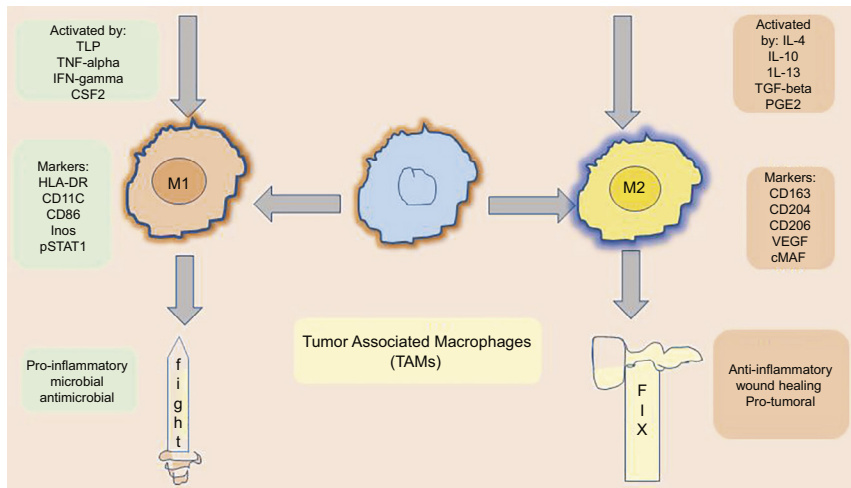 Activated by:
TLP
TNF-alpha
IFN-gamma
CSF2
Activated
by: IL-4
IL-10
1L-13
TGF-beta
PGE2
Markers:
HLA-DR
CD11C
CD86
Inos
pSTAT1
M1
M2
Markers:
CD163
CD204
CD206
VEGF
cMAF
Tumor Associated Macrophages
(TAMs)
Pro-inflammatory
microbial
antimicrobial
f
i
g
h
t
F
I
X
Anti-inflammatory
wound healing
Pro-tumoral